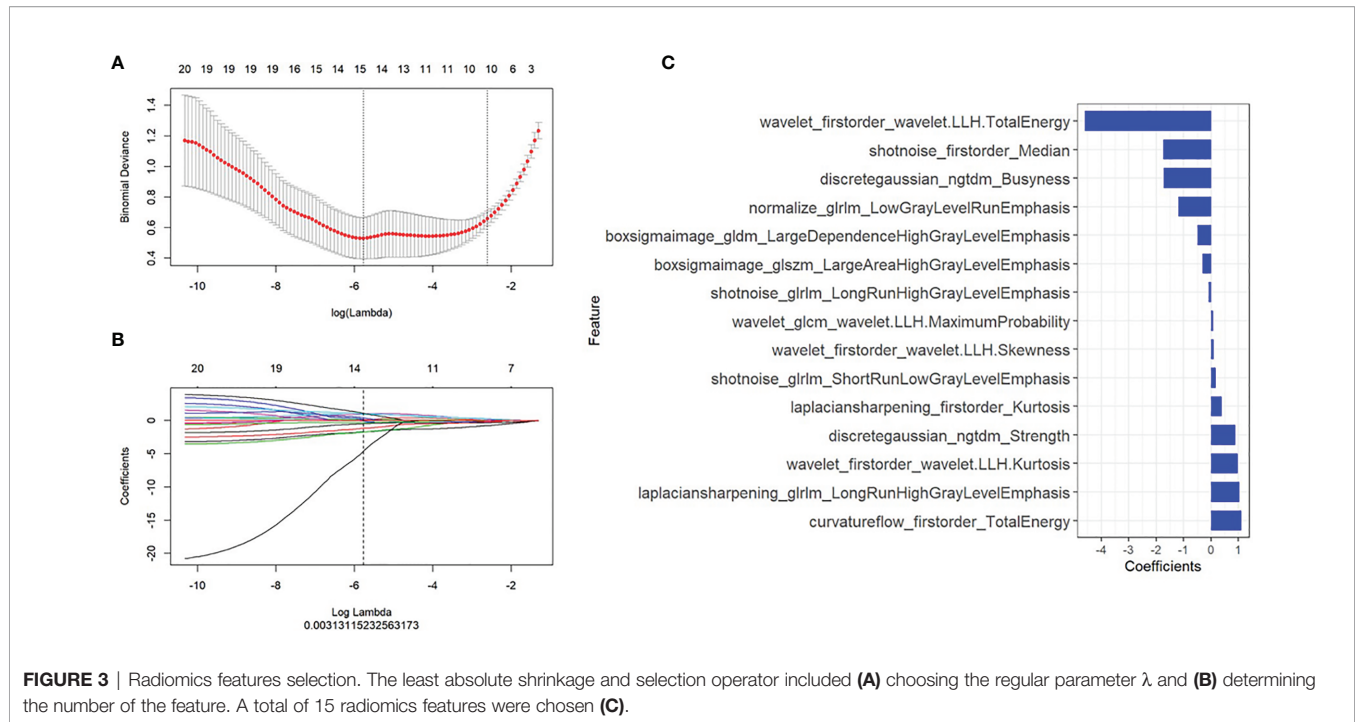 A
20 19 19 19 19 16 15 14 15 14 13 11 11 10 10 6 3
Binomial Deviance
1.4
1.2
1.0
0.8
0.6
0.4
-10 -8 -6 -4 -2
log(Lambda)
B
20 19 14 11 7
Coefficients
0
-5
-10
-15
-20
-10 -8 -6 -4 -2
Log Lambda
0.00313115232563173
C
Feature
wavelet_firstorder_wavelet.LLH.TotalEnergy
shotnoise_firstorder_Median
discretegaussian_ngtdm_Busyness
normalize_glrlm_LowGrayLevelRunEmphasis
boxsigmaimage_gldm_LargeDependenceHighGrayLevelEmphasis
boxsigmaimage_glszm_LargeAreaHighGrayLevelEmphasis
shotnoise_glrlm_LongRunHighGrayLevelEmphasis
wavelet_glcm_wavelet.LLH.MaximumProbability
wavelet_firstorder_wavelet.LLH.Skewness
shotnoise_glrlm_ShortRunLowGrayLevelEmphasis
laplaciansharpening_firstorder_Kurtosis
discretegaussian_ngtdm_Strength
wavelet_firstorder_wavelet.LLH.Kurtosis
laplaciansharpening_glrlm_LongRunHighGrayLevelEmphasis
curvatureflow_firstorder_TotalEnergy
-4 -3 -2 -1 0 1
Coefficients
FIGURE 3 | Radiomics features selection. The least absolute shrinkage and selection operator included (A) choosing the regular parameter λ and (B) determining
the number of the feature. A total of 15 radiomics features were chosen (C).